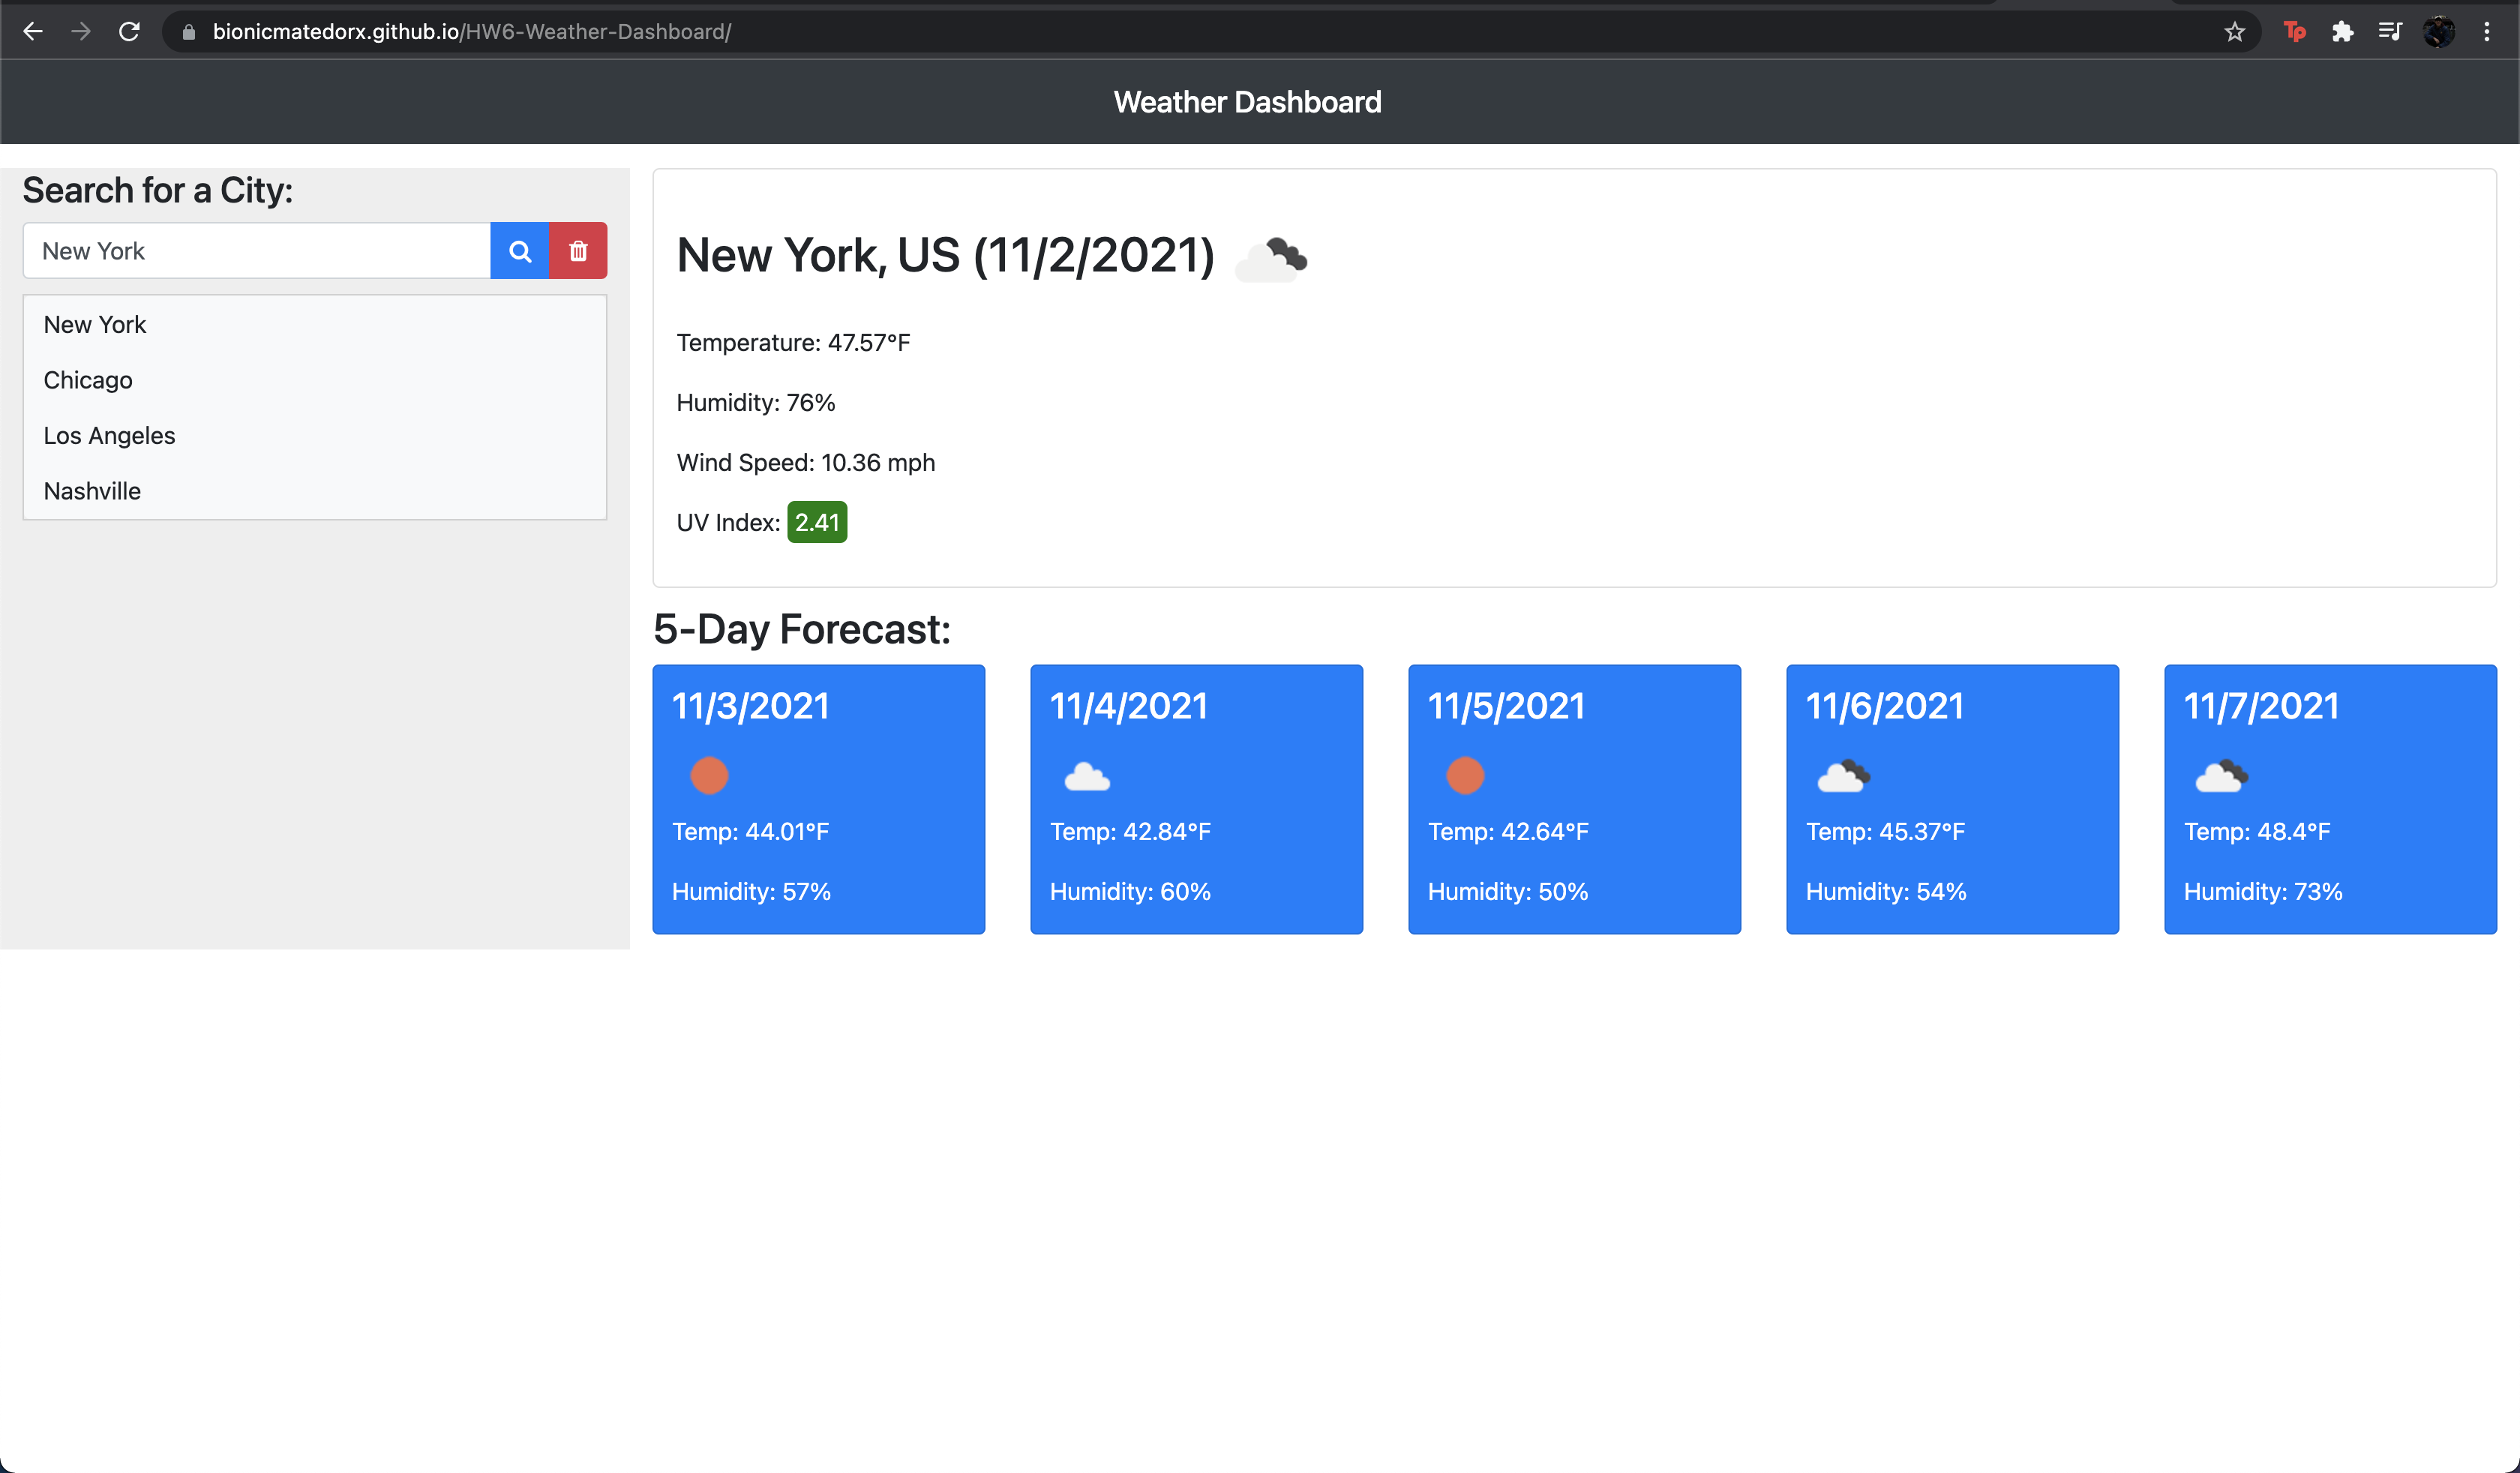 bionicmatedorx.github.io/HW6-Weather-Dashboard/
Tp
Weather Dashboard
Search for a City:
New York
New York
Chicago
Los Angeles
Nashville
New York, US (11/2/2021)
Temperature: 47.57°F
Humidity: 76%
Wind Speed: 10.36 mph
UV Index: 2.41
5-Day Forecast:
11/3/2021
Temp: 44.01°F
Humidity: 57%
11/4/2021
Temp: 42.84°F
Humidity: 60%
11/5/2021
Temp: 42.64°F
Humidity: 50%
11/6/2021
Temp: 45.37°F
Humidity: 54%
11/7/2021
Temp: 48.4°F
Humidity: 73%